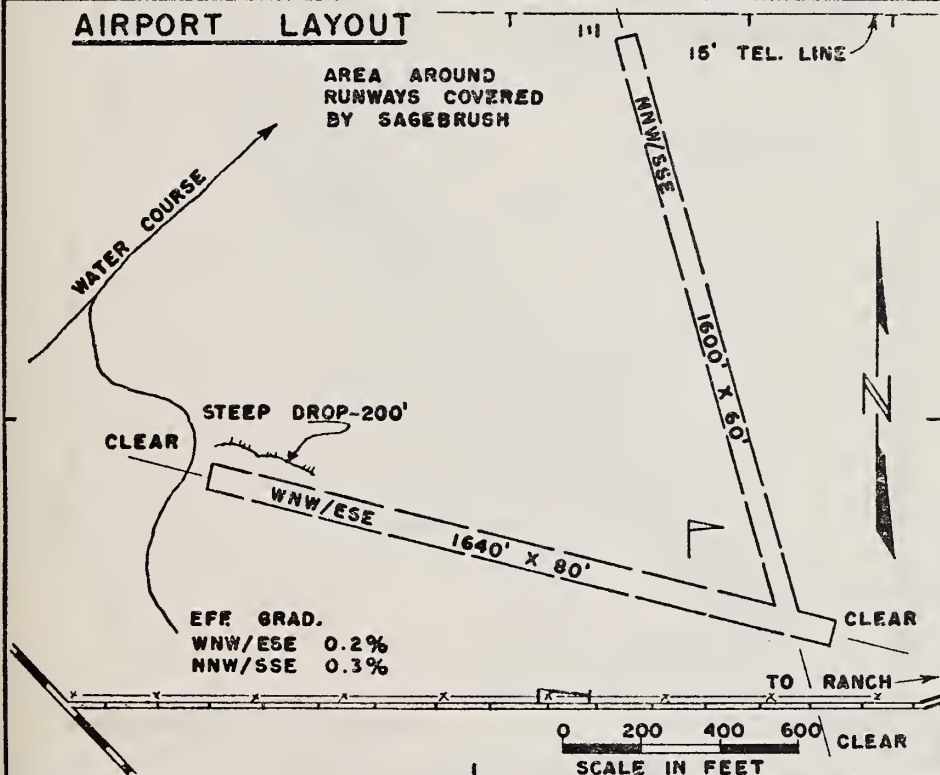 AIRPORT LAYOUT
15' TEL. LINE
AREA AROUND
RUNWAYS COVERED
BY SAGEBRUSH
NNW/SSE
WATER COURSE
1600' X 60'
N
STEEP DROP-200'
CLEAR
WNW/ESE
1640' X 80'
EFF. GRAD.
WNW/ESE 0.2%
NNW/SSE 0.3%
CLEAR
TO RANCH
0 200 400 600
CLEAR
SCALE IN FEET